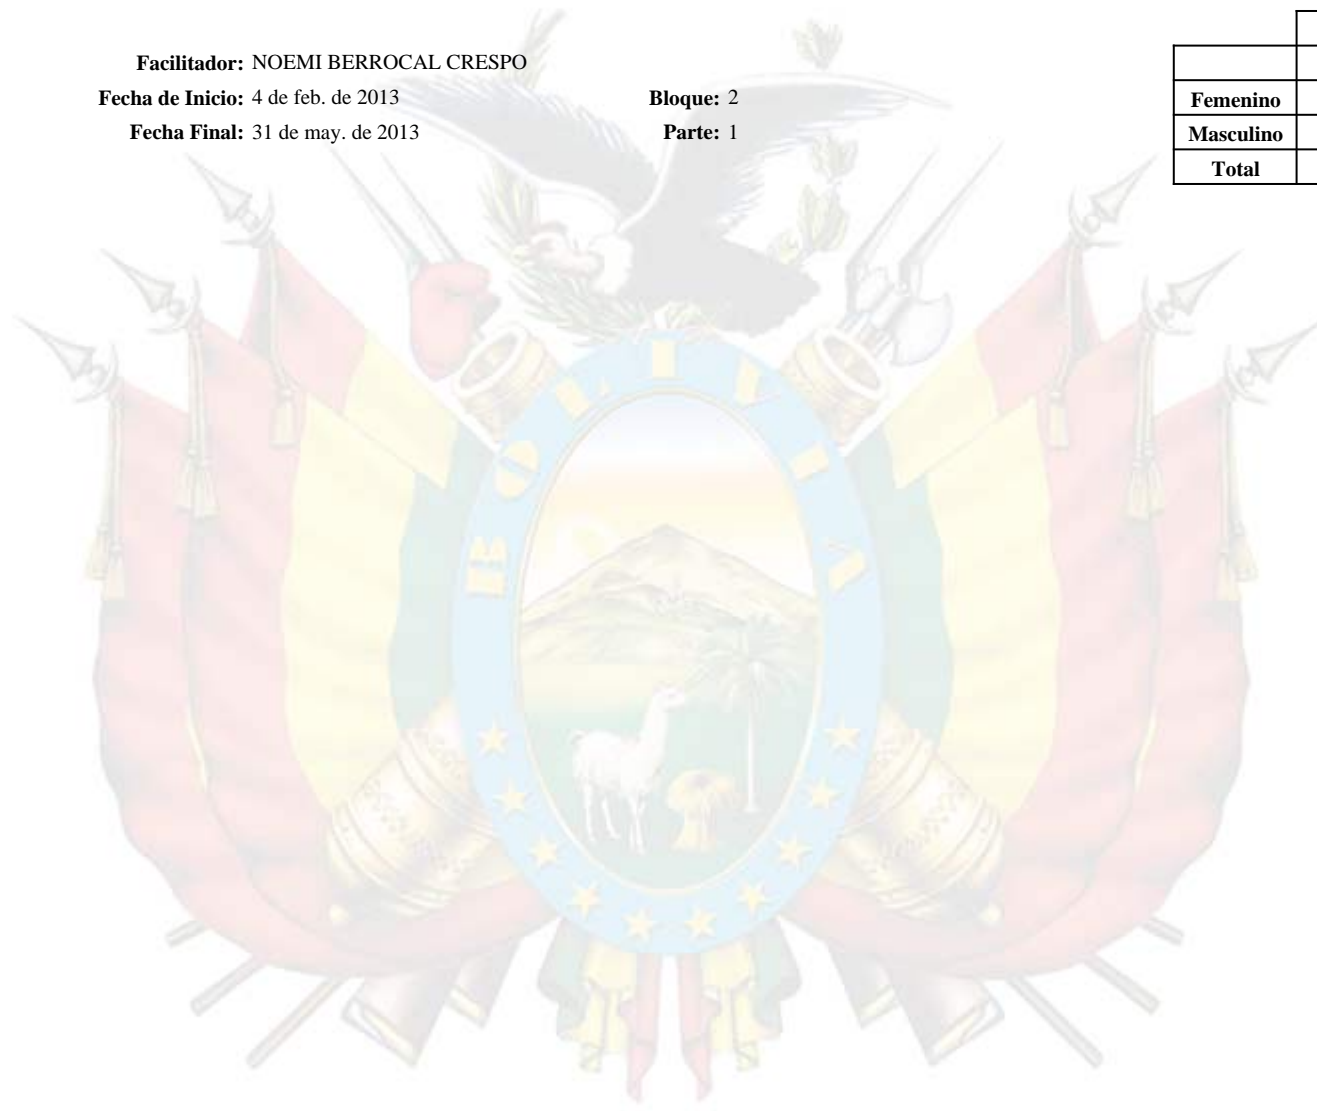 Facilitador: NOEMI BERROCAL CRESPO
Fecha de Inicio: 4 de feb. de 2013 Bloque: 2
Fecha Final: 31 de may. de 2013 Parte: 1
Femenino
Masculino
Total
BOLIVIA